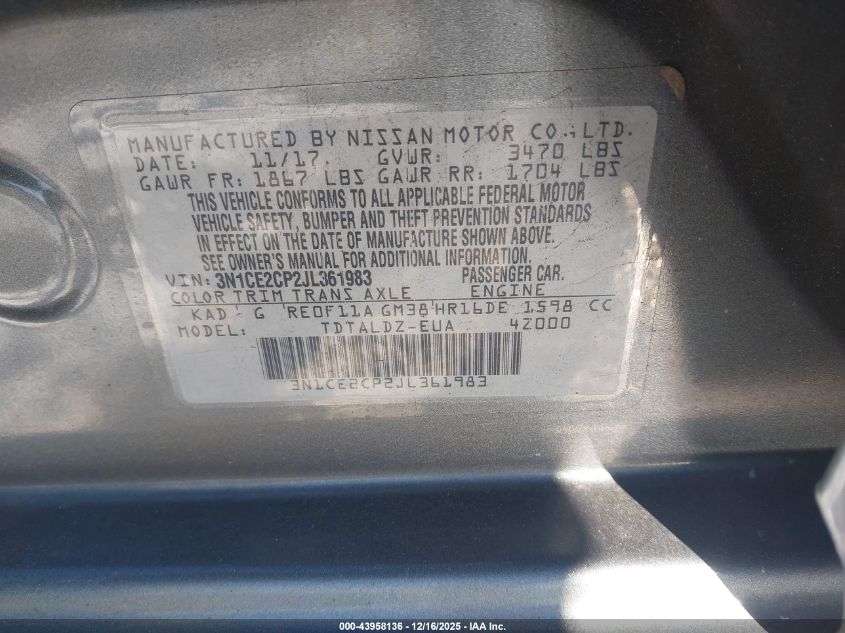 MANUFACTURED BY NISSAN MOTOR CO., LTD.
DATE: 11/17. GVWR: 3470 LBS
GAWR FR: 1867 LBS GAWR RR: 1704 LBS
THIS VEHICLE CONFORMS TO ALL APPLICABLE FEDERAL MOTOR
VEHICLE SAFETY, BUMPER AND THEFT PREVENTION STANDARDS
IN EFFECT ON THE DATE OF MANUFACTURE SHOWN ABOVE.
SEE OWNER'S MANUAL FOR ADDITIONAL INFORMATION.
VIN: 3N1CE2CP2JL361983 PASSENGER CAR.
COLOR TRIM TRANS AXLE ENGINE
KAD G RE0F11A GM38 HR16DE 1598 CC
MODEL: TDTALDZ-EUA 4Z000
3N1CE2CP2JL361983
000-43958136 - 12/16/2025 - IAA Inc.